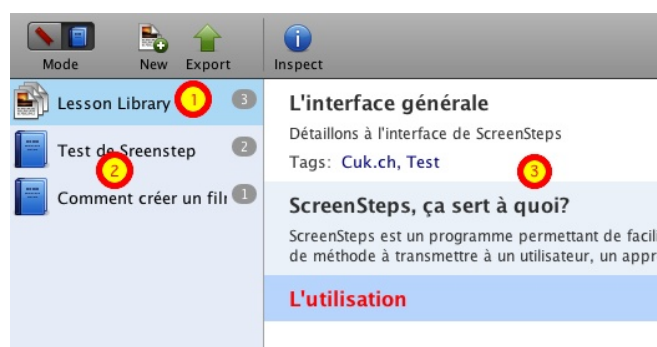 Mode New Export Inspect
Lesson Library 1 3
Test de Sreenstep 2
2
Comment créer un 1
L'interface générale
Détaillons à l'interface de ScreenSteps
Tags: Cuk.ch, Test
3
ScreenSteps, ça sert à quoi?
ScreenSteps est un programme permettant de facil
de méthode à transmettre à un utilisateur, un appr
L'utilisation